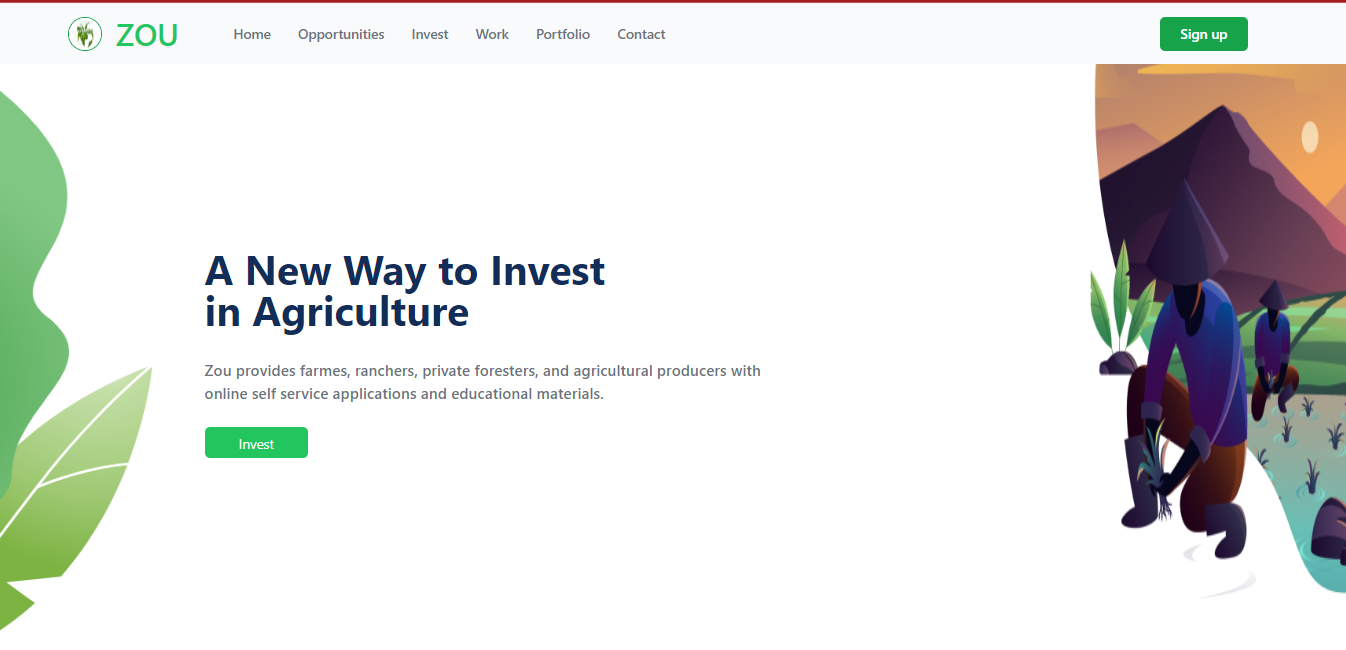 ZOU
Home Opportunities Invest Work Portfolio Contact
Sign up
A New Way to Invest
in Agriculture
Zou provides farmes, ranchers, private foresters, and agricultural producers with
online self service applications and educational materials.
Invest